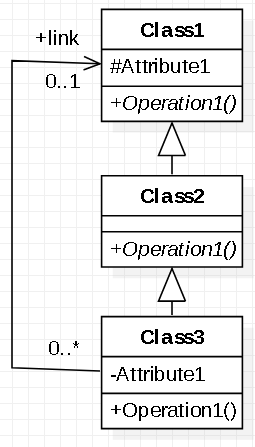 Class1
+link
#Attribute1
0..1
+Operation1()
Class2
+Operation1()
Class3
0..*
-Attribute1
+Operation1()